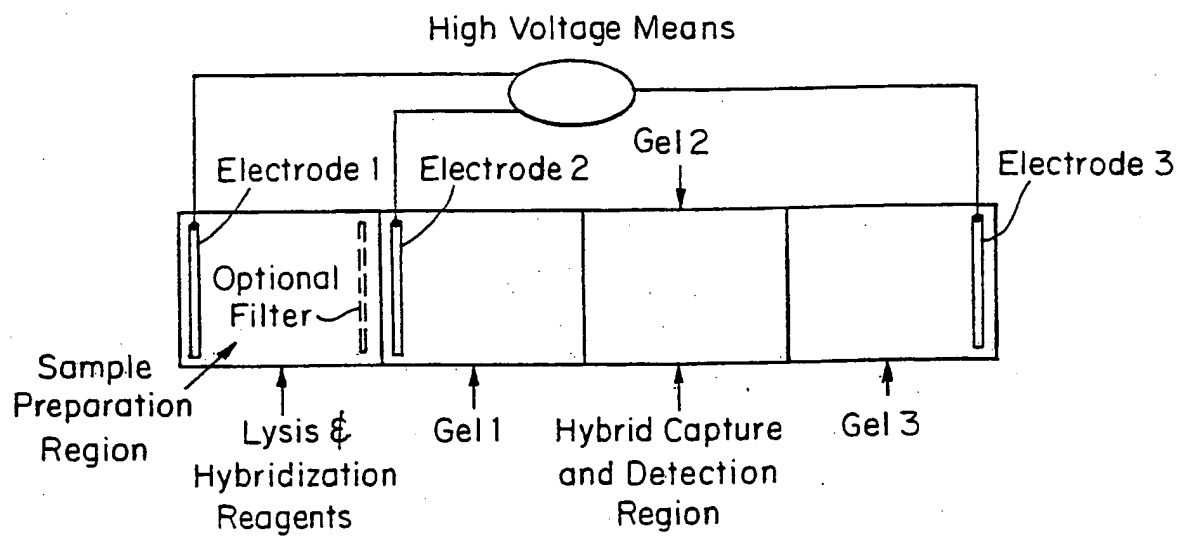 High Voltage Means
Gel 2
Electrode 1
Electrode 2
Electrode 3
Optional
Filter
Sample
Preparation
Region
Lysis &
Hybridization
Reagents
Gel 1
Hybrid Capture
and Detection
Region
Gel 3